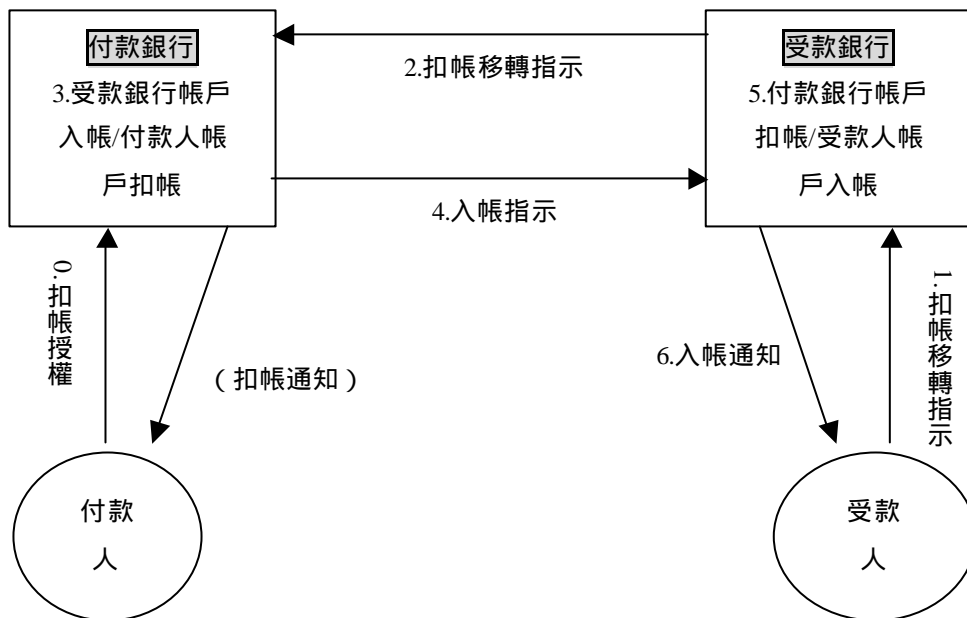 付款銀行
3.受款銀行帳戶
入帳/付款人帳
戶扣帳
2.扣帳移轉指示
4.入帳指示
受款銀行
5.付款銀行帳戶
扣帳/受款人帳
戶入帳
0.扣帳授權
（扣帳通知）
6.入帳通知
1.扣帳移轉指示
付款
人
受款
人